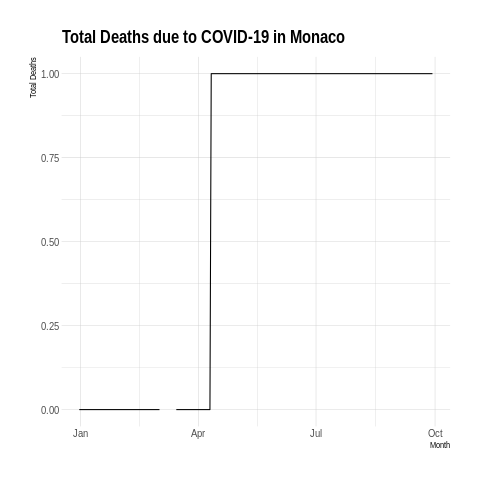 Total Deaths due to COVID-19 in Monaco
Total Deaths
1.00
0.75
0.50
0.25
0.00
Jan Apr Jul Oct
Month